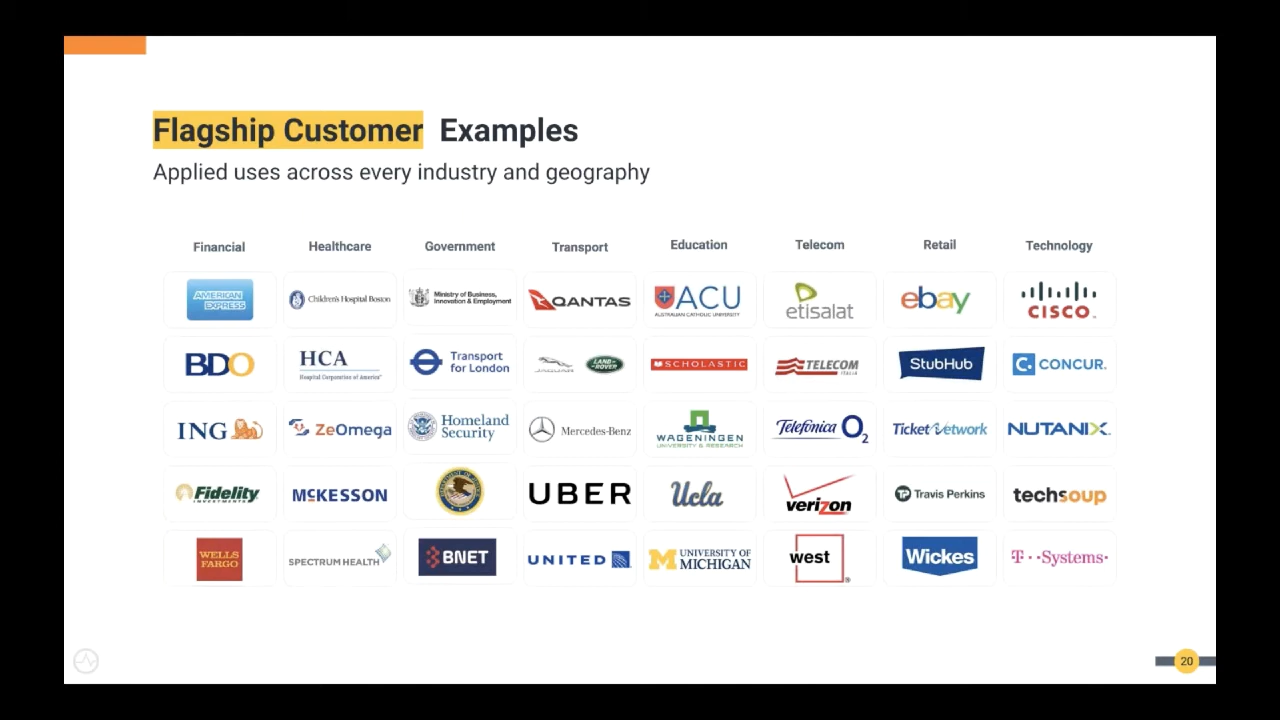 Flagship Customer Examples
Applied uses across every industry and geography
Financial Healthcare Government Transport Education Telecom Retail Technology
AMERICAN EXPRESS
Children's Hospital Boston
Ministry of Business, Innovation & Employment
QANTAS
ACU
AUSTRALIAN CATHOLIC UNIVERSITY
etisalat
ebay
CISCO
BDO
HCA
Hospital Corporation of America
Transport for London
JAGUAR
LAND ROVER
SCHOLASTIC
TELECOM
ITALIA
StubHub
C. CONCUR.
ING
ZeOmega
Homeland Security
Mercedes-Benz
WAGENINGEN
UNIVERSITY & RESEARCH
Telefónica O2
TicketNetwork
NUTANIX
Fidelity
INVESTMENTS
MCKESSON
UBER
Ucla
verizon
TP Travis Perkins
techsoup
WELLS FARGO
SPECTRUM HEALTH
BNET
UNITED
M UNIVERSITY OF MICHIGAN
west
Wickes
T··Systems·
20